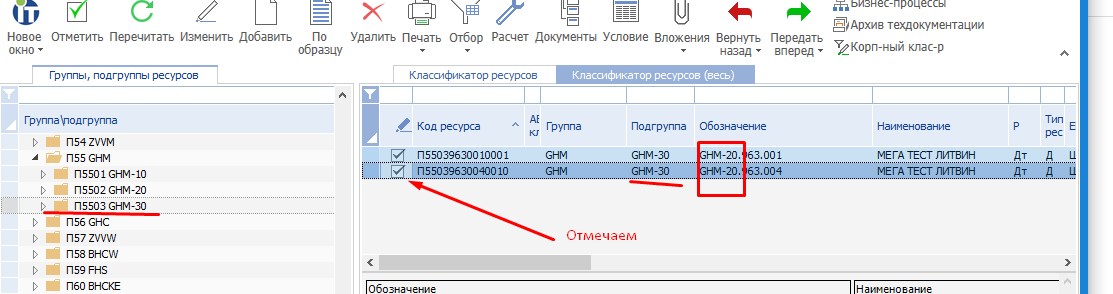 Бизнес-процессы
Новое окно
Отметить
Перечитать
Изменить
Добавить
По образцу
Удалить
Печать
Отбор
Расчет
Документы
Условие
Вложения
Вернуть назад
Передать вперед
Архив техдокументации
Корп-ный клас-р
Группы, подгруппы ресурсов
Классификатор ресурсов
Классификатор ресурсов (весь)
Группа\подгруппа
П54 ZVVM
П55 GHM
П5501 GHM-10
П5502 GHM-20
П5503 GHM-30
П56 GHC
П57 ZVVW
П58 BHCW
П59 FHS
П60 BHCKE
Код ресурса
Группа
Подгруппа
Обозначение
Наименование
Р
Тип рес
П55039630010001 GHM GHM-30 GHM-20.963.001 МЕГА ТЕСТ ЛИТВИН Дт Д
П55039630040010 GHM GHM-30 GHM-20.963.004 МЕГА ТЕСТ ЛИТВИН Дт Д
Отмечаем
Обозначение
Наименование